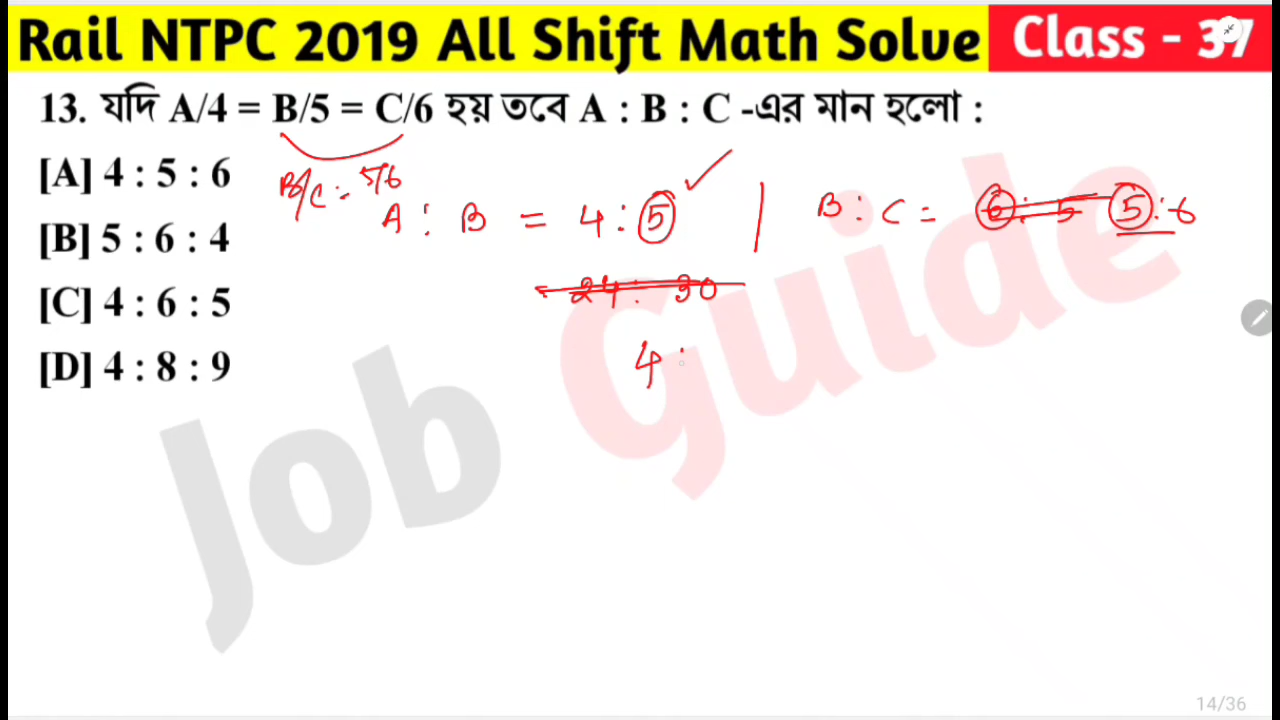 Rail NTPC 2019 All Shift Math Solve Class - 37
13. যদি A/4 = B/5 = C/6 হয় তবে A : B : C -এর মান হলো :
[A] 4 : 5 : 6
B/C = 5/6
A : B = 4 : 5
B : C = 6 : 5 5 : 6
[B] 5 : 6 : 4
= 24 : 30
[C] 4 : 6 : 5
4 :
[D] 4 : 8 : 9
Job Guide
14/36